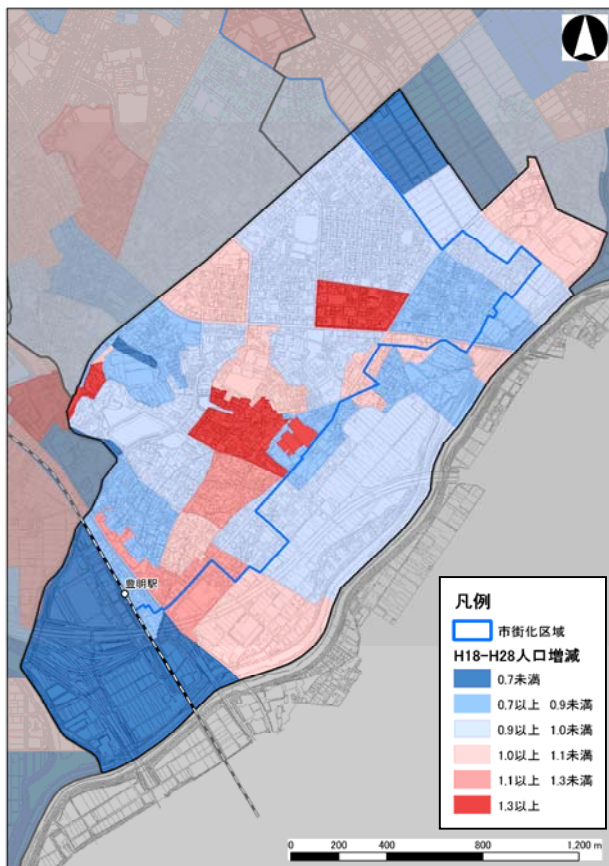 豊明駅
凡例
市街化区域
H18-H28人口増減
0.7未満
0.7以上 0.9未満
0.9以上 1.0未満
1.0以上 1.1未満
1.1以上 1.3未満
1.3以上
0 200 400 800 1,200 m